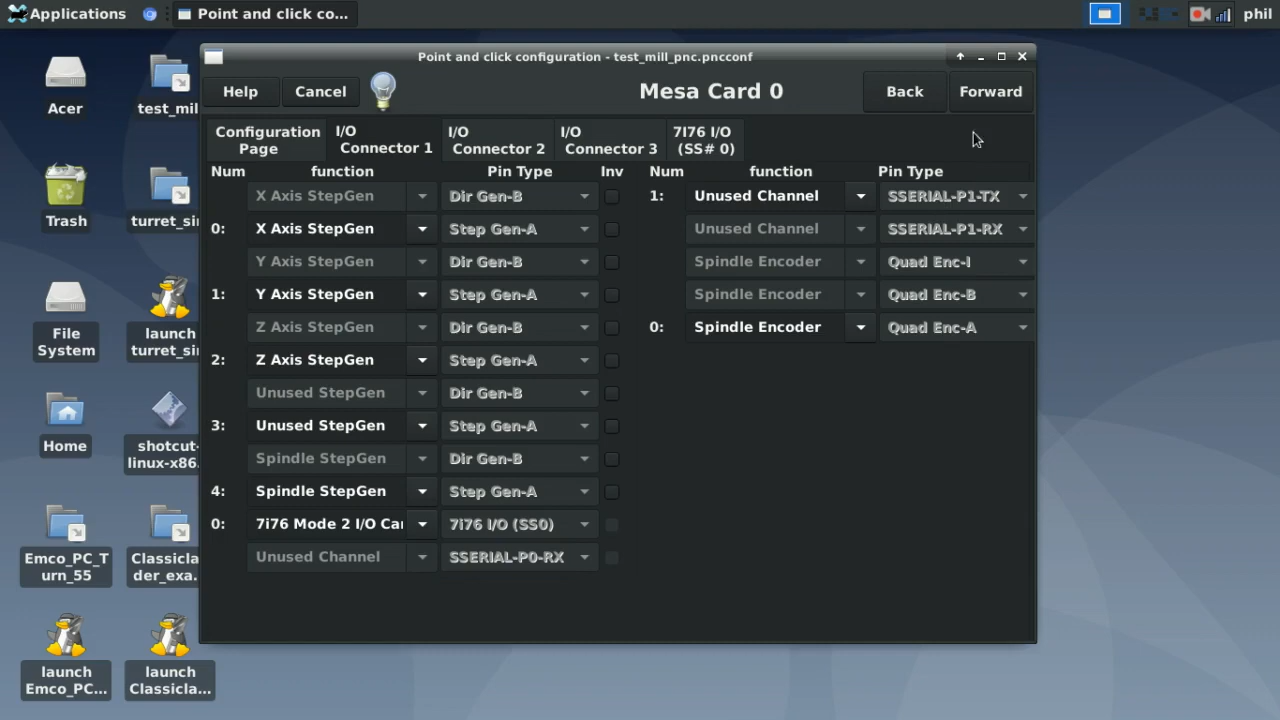 Applications
Point and click co...
phil
Acer
test_mil
Trash
turret_sin
File
System
launch
turret_sin
Home
shotcut-
linux-x86.
Emco_PC_T
urn_55
Classicla
der_exa.
launch
Emco_PC...
launch
Classicla...
Point and click configuration - test_mill_pnc.pncconf
Help
Cancel
Mesa Card 0
Back
Forward
Configuration
Page
I/O
Connector 1
I/O
Connector 2
I/O
Connector 3
7I76 I/O
(SS# 0)
Num function Pin Type Inv
X Axis StepGen Dir Gen-B
0: X Axis StepGen Step Gen-A
Y Axis StepGen Dir Gen-B
1: Y Axis StepGen Step Gen-A
Z Axis StepGen Dir Gen-B
2: Z Axis StepGen Step Gen-A
Unused StepGen Dir Gen-B
3: Unused StepGen Step Gen-A
Spindle StepGen Dir Gen-B
4: Spindle StepGen Step Gen-A
0: 7i76 Mode 2 I/O Car 7i76 I/O (SS0)
Unused Channel SSERIAL-P0-RX
Num function Pin Type
1: Unused Channel SSERIAL-P1-TX
Unused Channel SSERIAL-P1-RX
Spindle Encoder Quad Enc-I
Spindle Encoder Quad Enc-B
0: Spindle Encoder Quad Enc-A